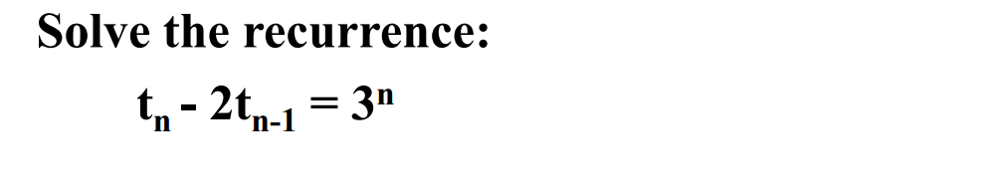 Solve the recurrence:
tₙ - 2tₙ₋₁ = 3ⁿ